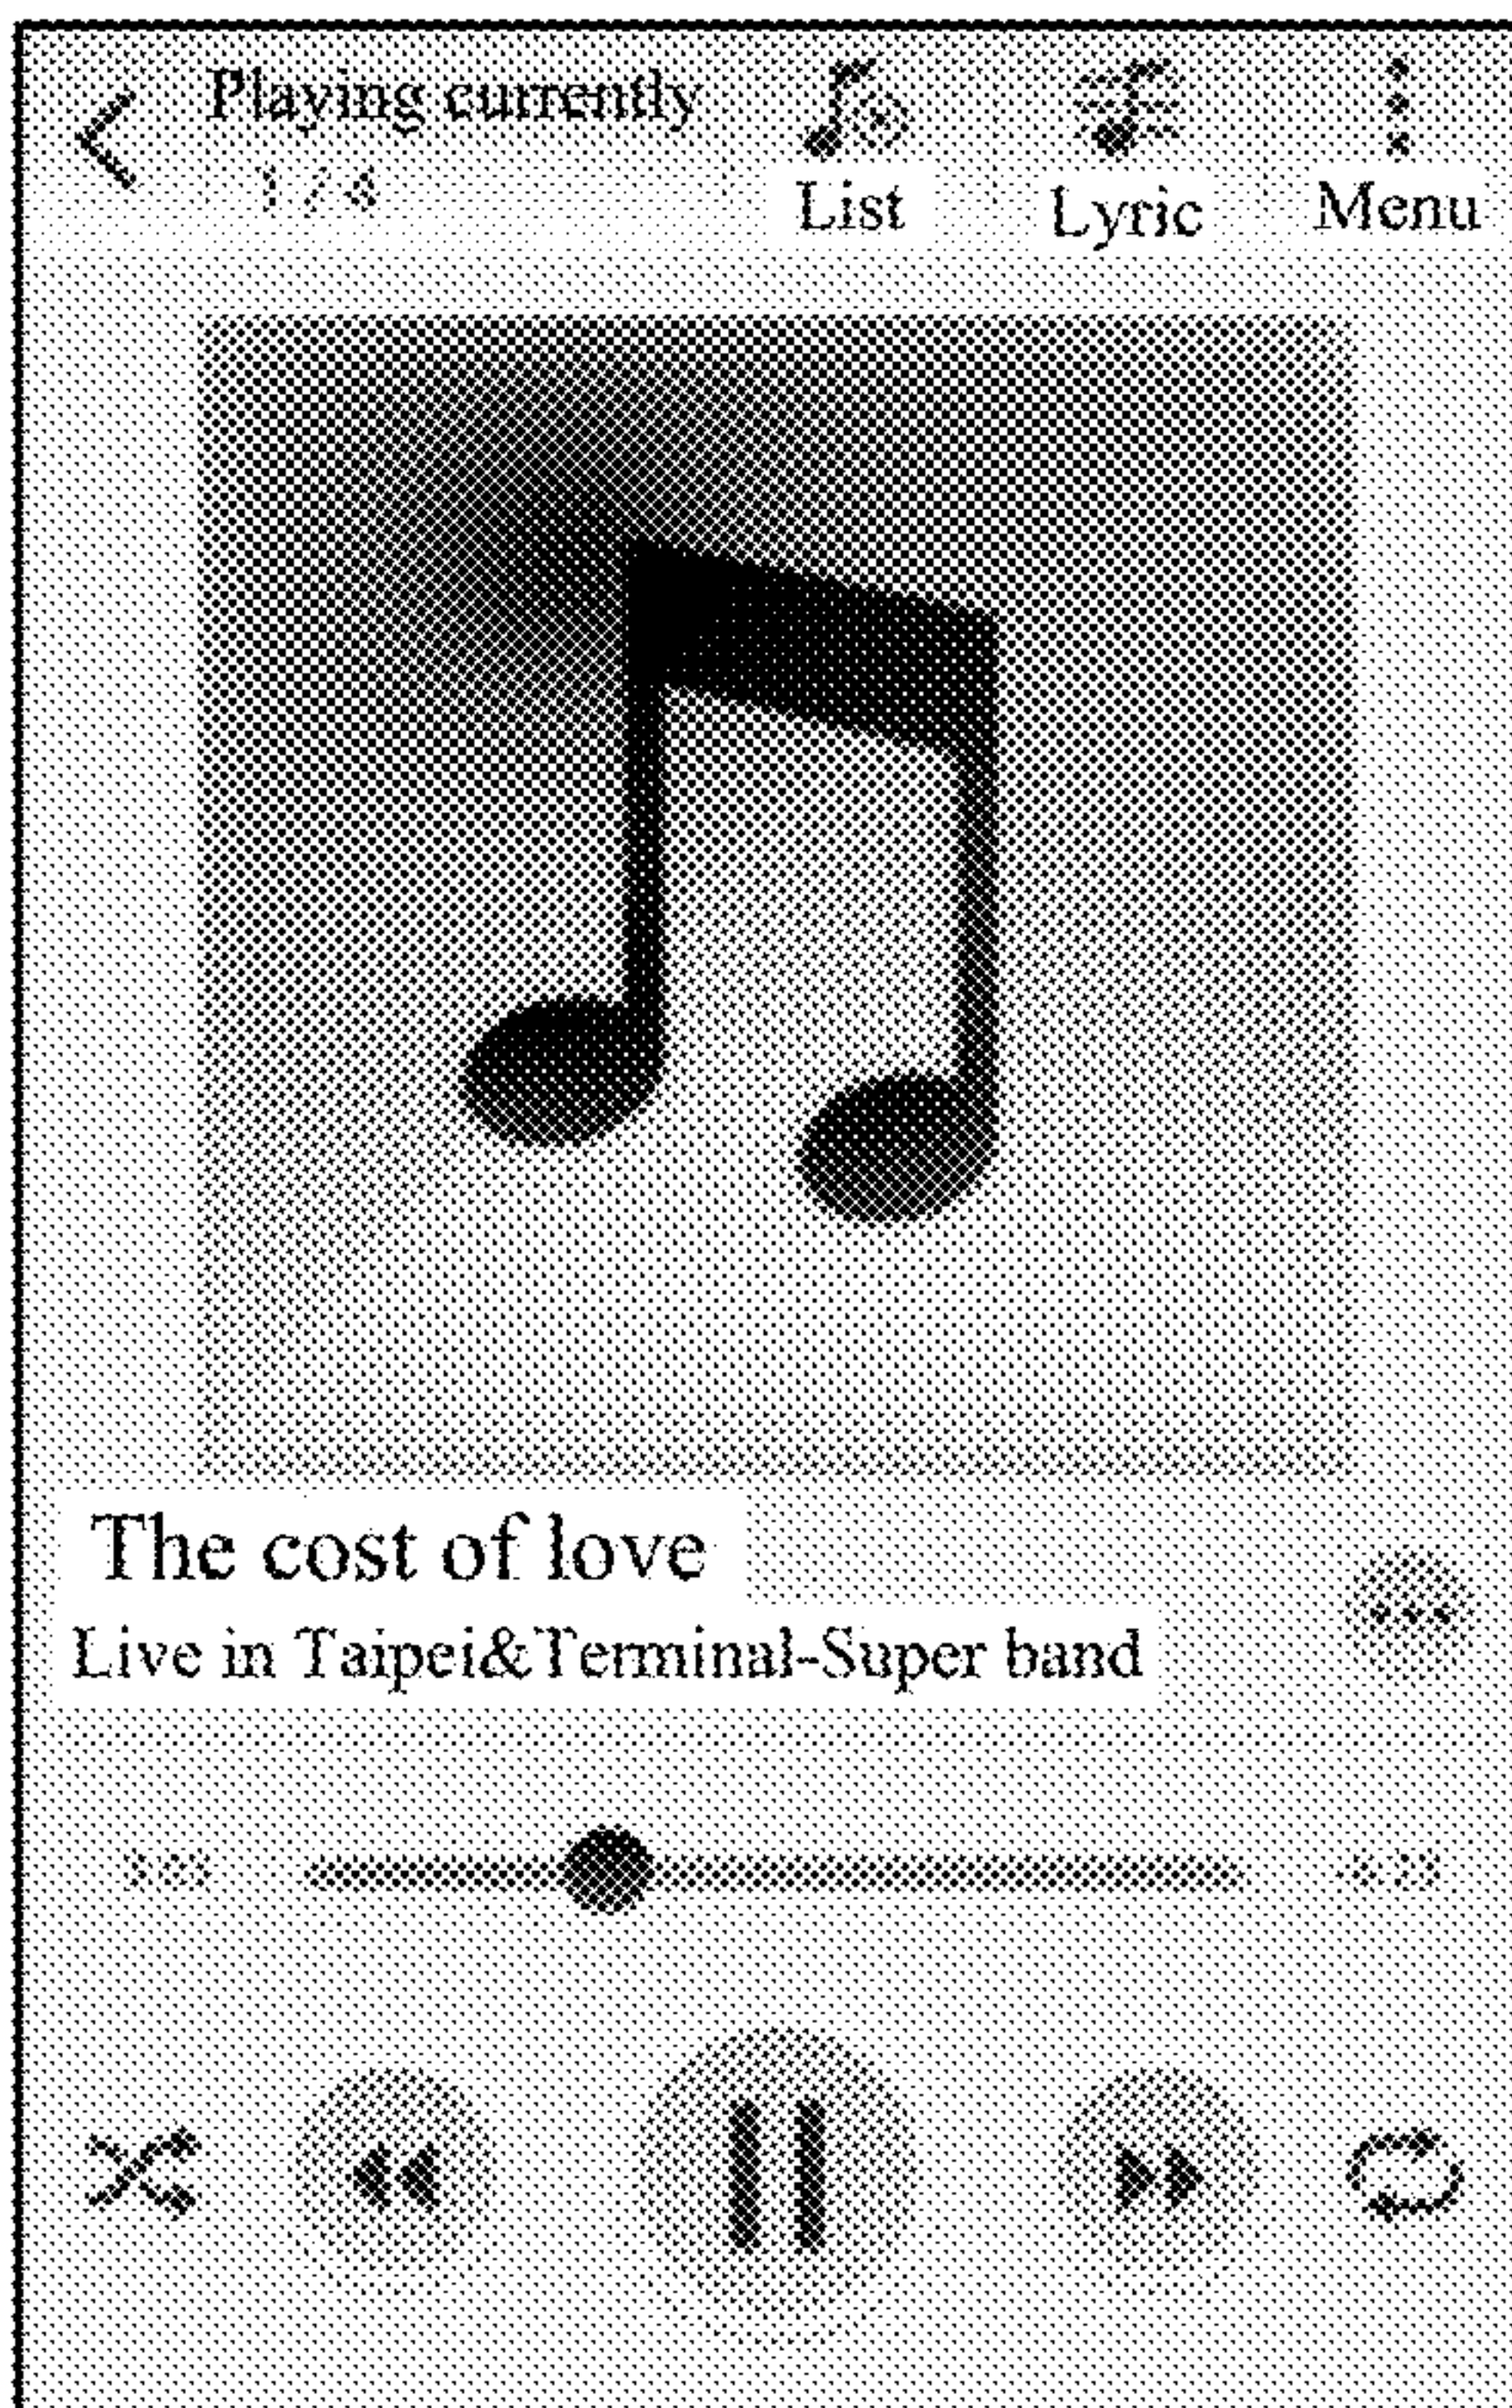 Playing currently
List
Lyric
Menu
The cost of love
Live in Taipei&Terminal-Super band